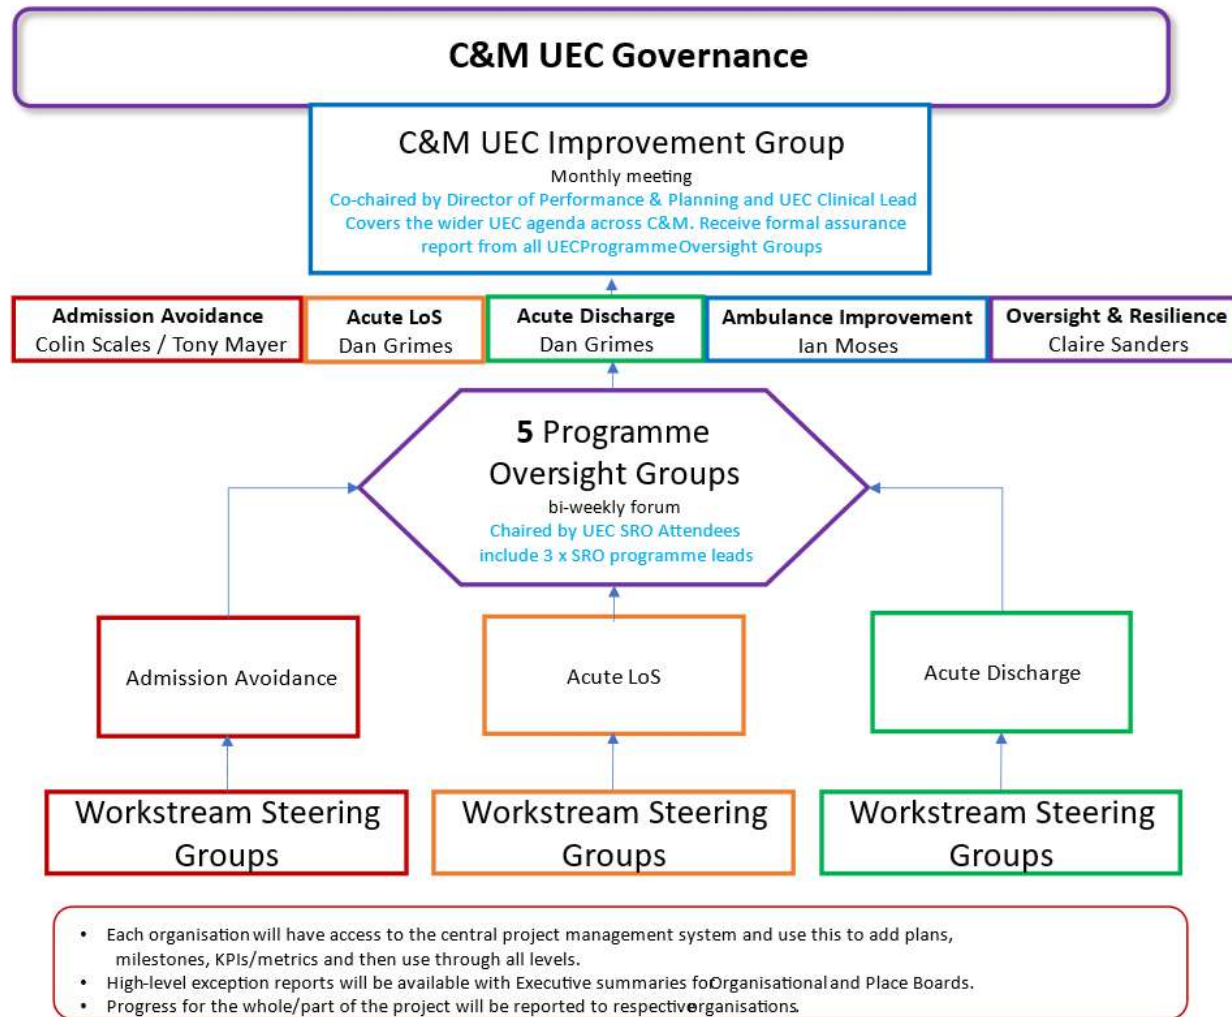 C&M UEC Governance
C&M UEC Improvement Group
Monthly meeting
Co-chaired by Director of Performance & Planning and UEC Clinical Lead
Covers the wider UEC agenda across C&M. Receive formal assurance
report from all UECProgrammeOversight Groups
Admission Avoidance
Colin Scales / Tony Mayer
Acute LoS
Dan Grimes
Acute Discharge
Dan Grimes
Ambulance Improvement
Ian Moses
Oversight & Resilience
Claire Sanders
5 Programme
Oversight Groups
bi-weekly forum
Chaired by UEC SRO Attendees
include 3 x SRO programme leads
Admission Avoidance
Acute LoS
Acute Discharge
Workstream Steering
Groups
Workstream Steering
Groups
Workstream Steering
Groups
• Each organisation will have access to the central project management system and use this to add plans,
milestones, KPIs/metrics and then use through all levels.
• High-level exception reports will be available with Executive summaries for Organisational and Place Boards.
• Progress for the whole/part of the project will be reported to respective organisations.